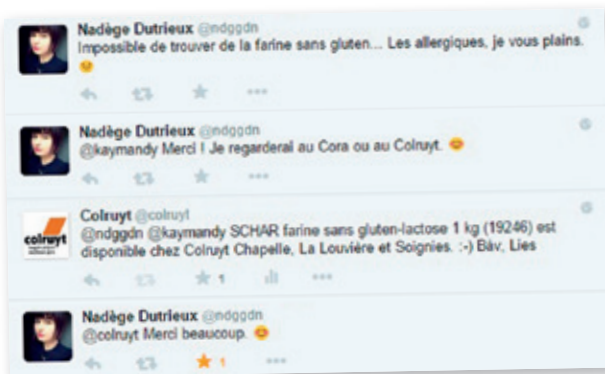 Nadège Dutrieux @ndggdn
Impossible de trouver de la farine sans gluten... Les allergiques, je vous plains.
Nadège Dutrieux @ndggdn
@kaymandy Merci ! Je regarderai au Cora ou au Colruyt.
colruyt
Colruyt @colruyt
@ndggdn @kaymandy SCHAR farine sans gluten-lactose 1 kg (19246) est
disponible chez Colruyt Chapelle, La Louvière et Soignies. :-) Bàv, Lies
1
Nadège Dutrieux @ndggdn
@colruyt Merci beaucoup.
1